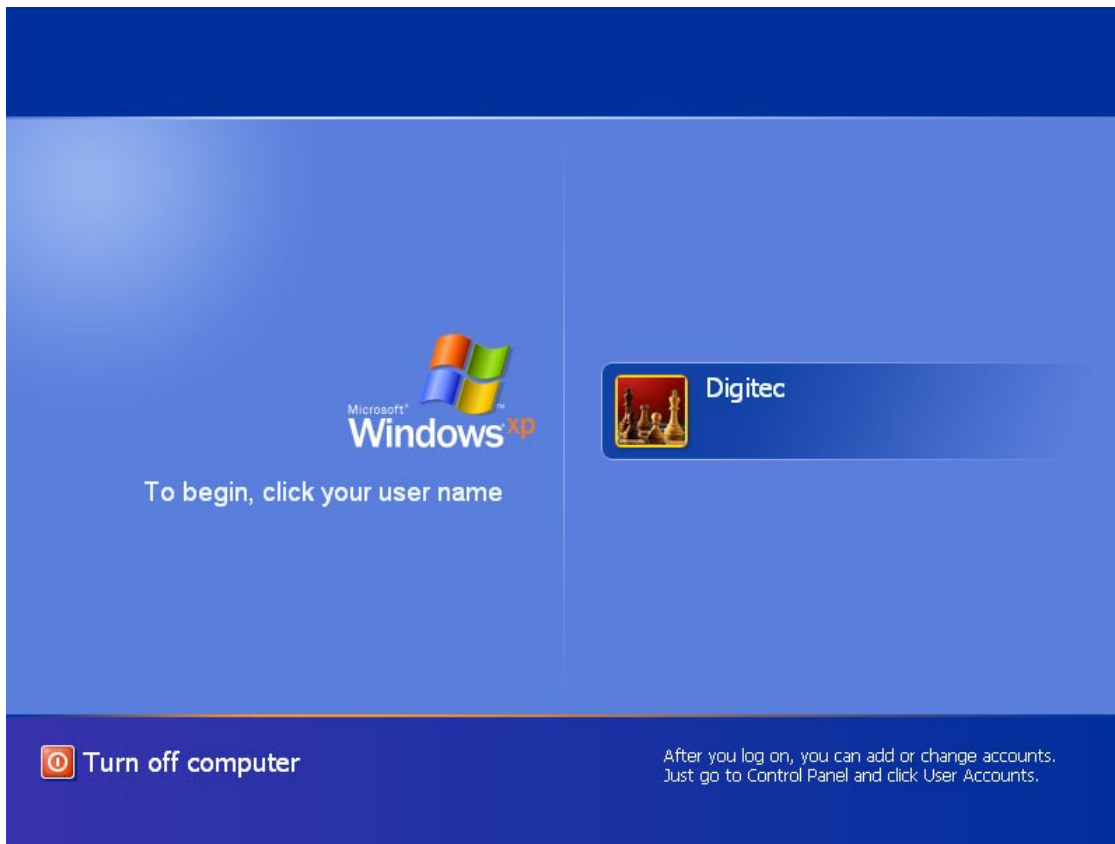 Microsoft®
Windows xp™
To begin, click your user name
Digitec
Turn off computer
After you log on, you can add or change accounts.
Just go to Control Panel and click User Accounts.